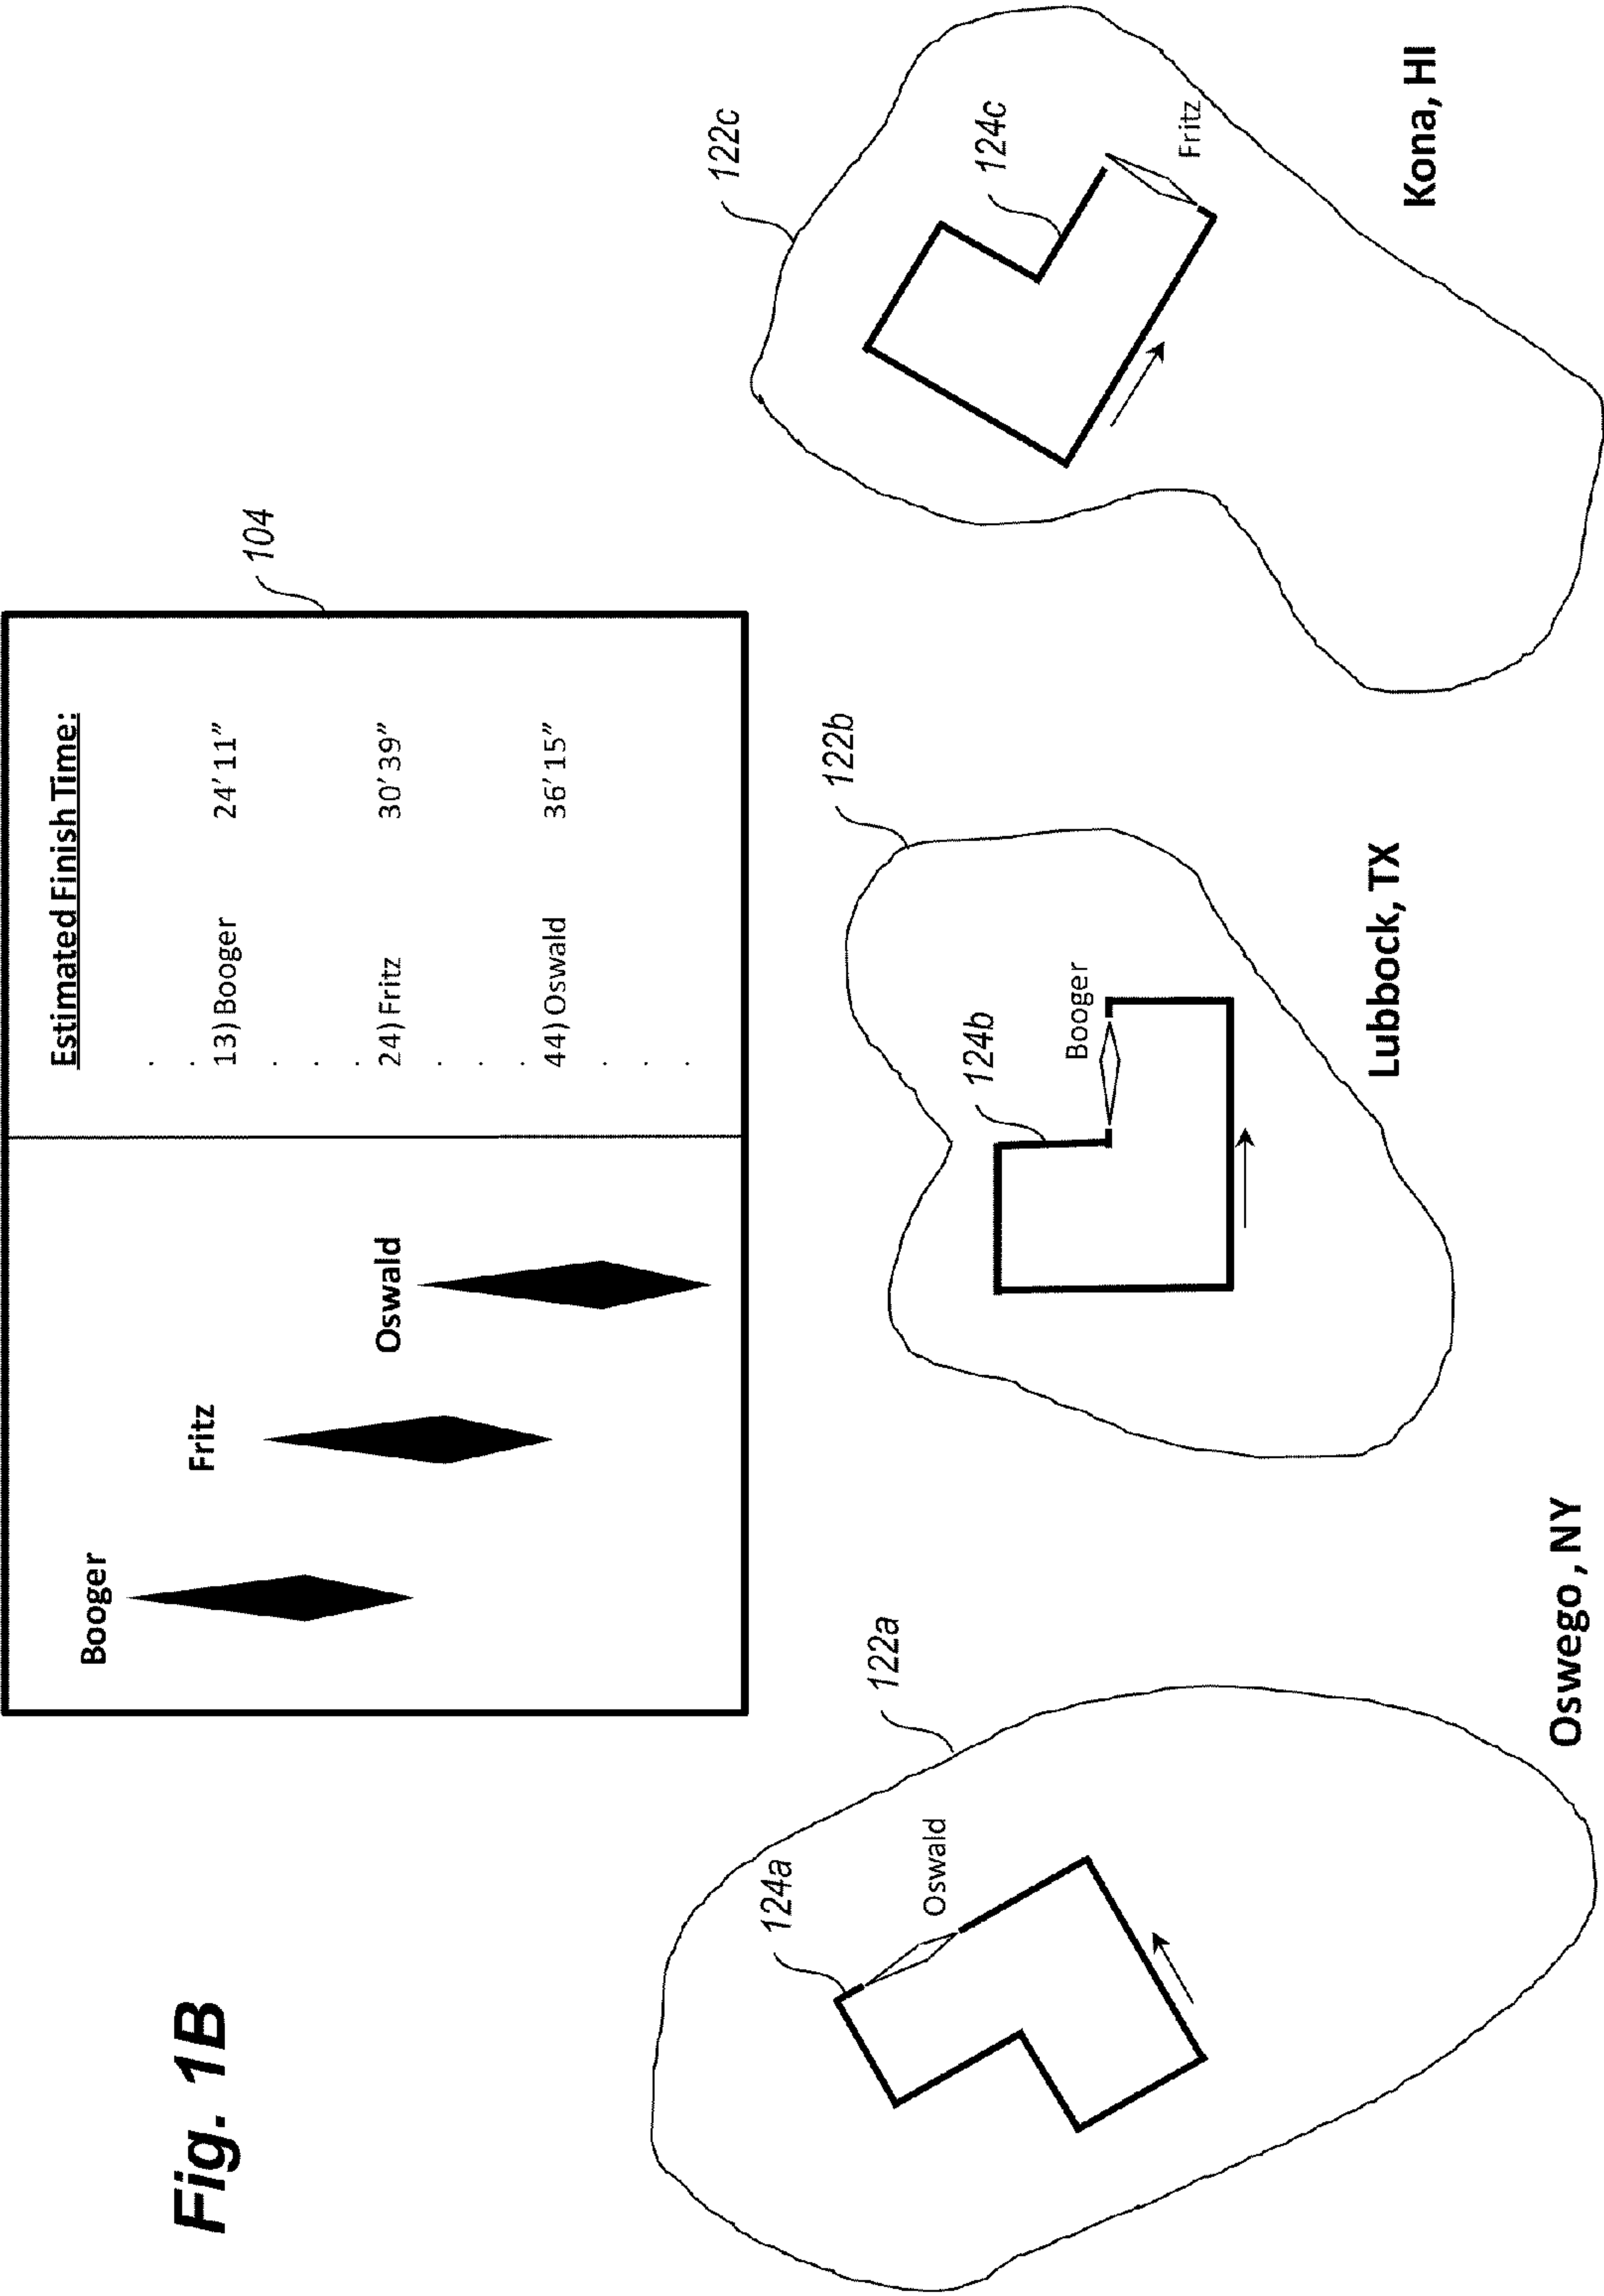 Fig. 1B
Booger
Fritz
Oswald
Estimated Finish Time:
.
.
13) Booger 24' 11"
.
.
.
24) Fritz 30' 39"
.
.
.
44) Oswald 36' 15"
.
.
.
104
122a
124a
Oswald
Oswego, NY
122b
124b
Booger
Lubbock, TX
122c
124c
Fritz
Kona, HI